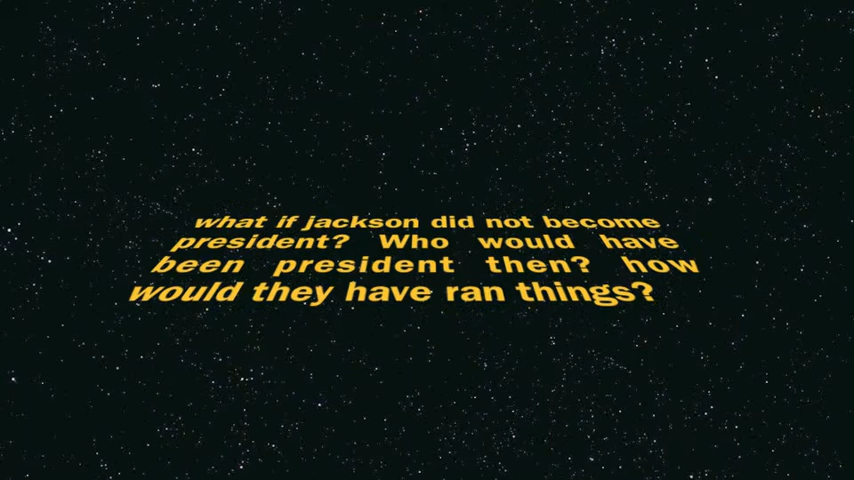 what if jackson did not become
president? Who would have
been president then? how
would they have ran things?